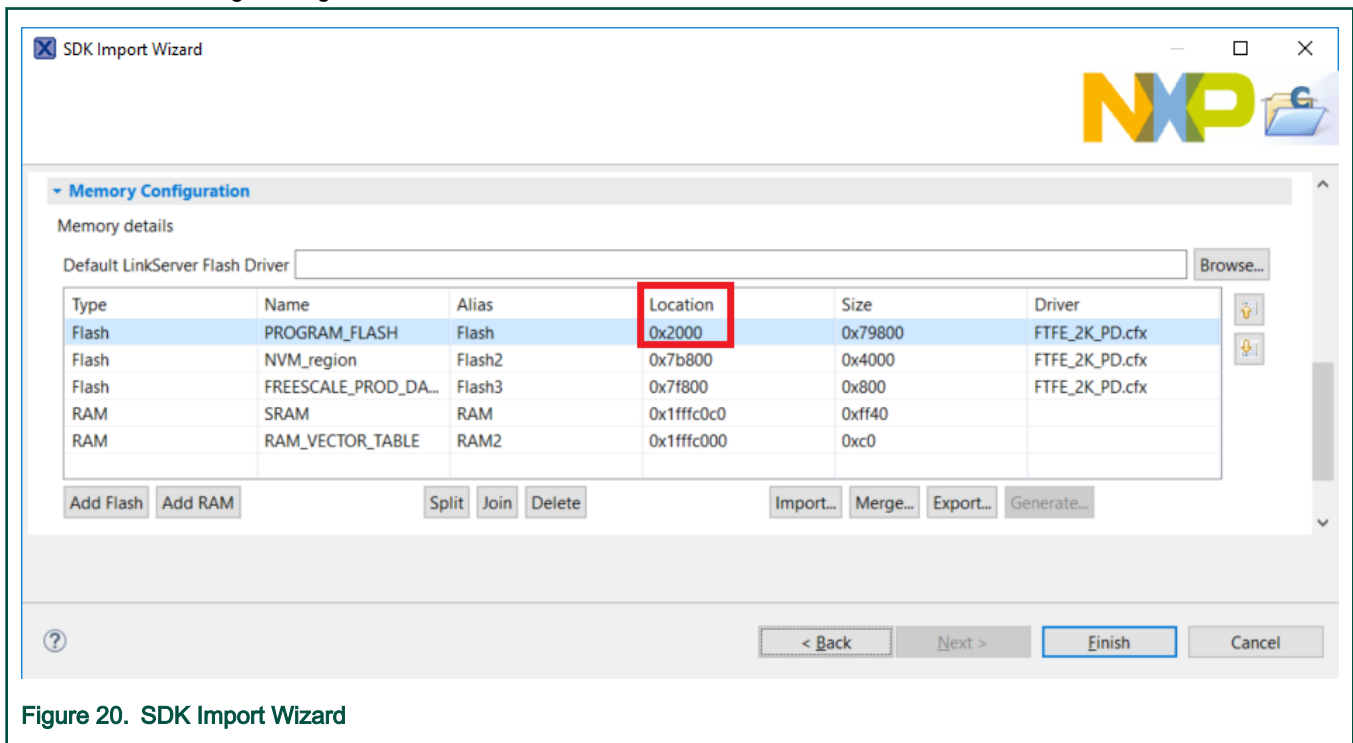 SDK Import Wizard
NXP
Memory Configuration
Memory details
Default LinkServer Flash Driver Browse...
Type Name Alias Location Size Driver
Flash PROGRAM_FLASH Flash 0x2000 0x79800 FTFE_2K_PD.cfx
Flash NVM_region Flash2 0x7b800 0x4000 FTFE_2K_PD.cfx
Flash FREESCALE_PROD_DA... Flash3 0x7f800 0x800 FTFE_2K_PD.cfx
RAM SRAM RAM 0x1fffc0c0 0xff40
RAM RAM_VECTOR_TABLE RAM2 0x1fffc000 0xc0
Add Flash Add RAM Split Join Delete Import... Merge... Export... Generate...
< Back Next > Finish Cancel
Figure 20. SDK Import Wizard